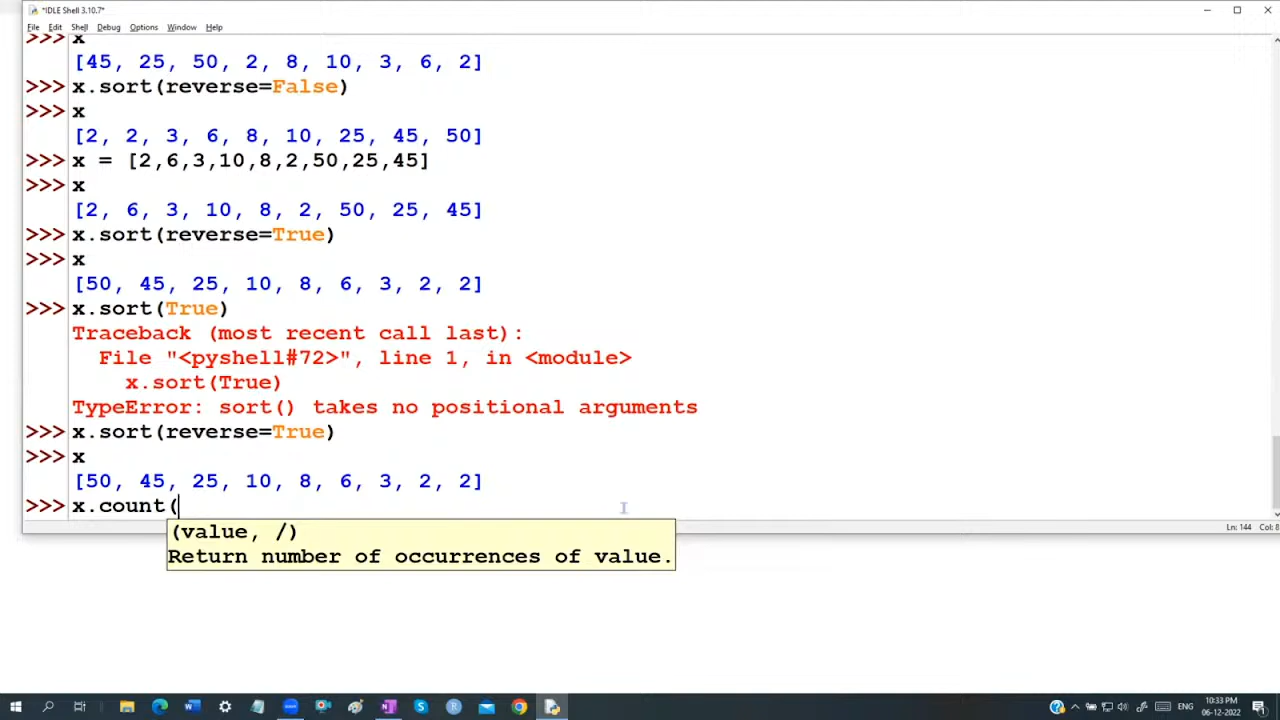 *IDLE Shell 3.10.7*
File Edit Shell Debug Options Window Help
>>> x
[45, 25, 50, 2, 8, 10, 3, 6, 2]
>>> x.sort(reverse=False)
>>> x
[2, 2, 3, 6, 8, 10, 25, 45, 50]
>>> x = [2,6,3,10,8,2,50,25,45]
>>> x
[2, 6, 3, 10, 8, 2, 50, 25, 45]
>>> x.sort(reverse=True)
>>> x
[50, 45, 25, 10, 8, 6, 3, 2, 2]
>>> x.sort(True)
Traceback (most recent call last):
File "<pyshell#72>", line 1, in <module>
x.sort(True)
TypeError: sort() takes no positional arguments
>>> x.sort(reverse=True)
>>> x
[50, 45, 25, 10, 8, 6, 3, 2, 2]
>>> x.count(
(value, /)
Return number of occurrences of value.
Ln: 144 Col: 8
ENG
10:33 PM
06-12-2022